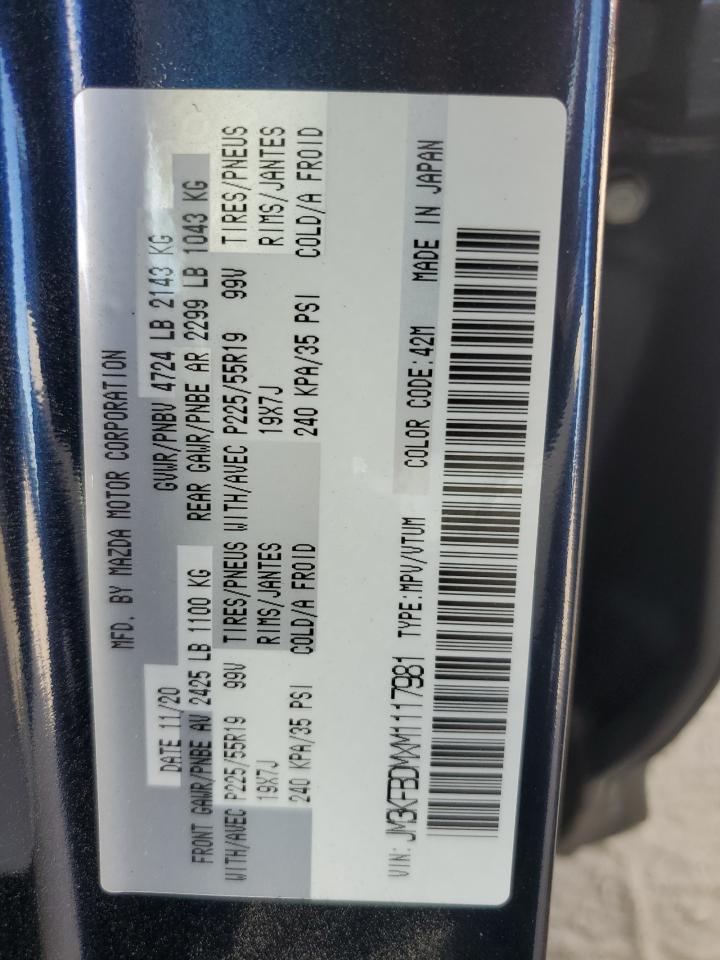 MFD. BY MAZDA MOTOR CORPORATION
DATE 11/20 GVWR/PNBV 4724 LB 2143 KG
FRONT GAWR/PNBE AV 2425 LB 1100 KG REAR GAWR/PNBE AR 2299 LB 1043 KG
WITH/AVEC P225/55R19 99V TIRES/PNEUS WITH/AVEC P225/55R19 99V TIRES/PNEUS
19X7J RIMS/JANTES 19X7J RIMS/JANTES
240 KPA/35 PSI COLD/A FROID 240 KPA/35 PSI COLD/A FROID
VIN: JM3KFBDMXM1117981 TYPE:MPV/VTUM COLOR CODE:42M MADE IN JAPAN